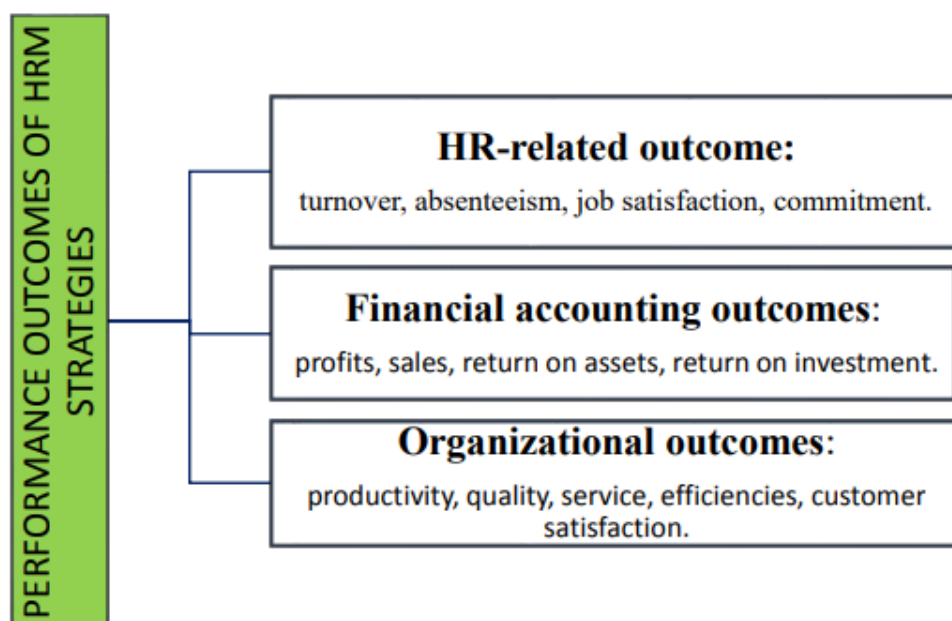 PERFORMANCE OUTCOMES OF HRM
STRATEGIES
HR-related outcome:
turnover, absenteeism, job satisfaction, commitment.
Financial accounting outcomes:
profits, sales, return on assets, return on investment.
Organizational outcomes:
productivity, quality, service, efficiencies, customer
satisfaction.